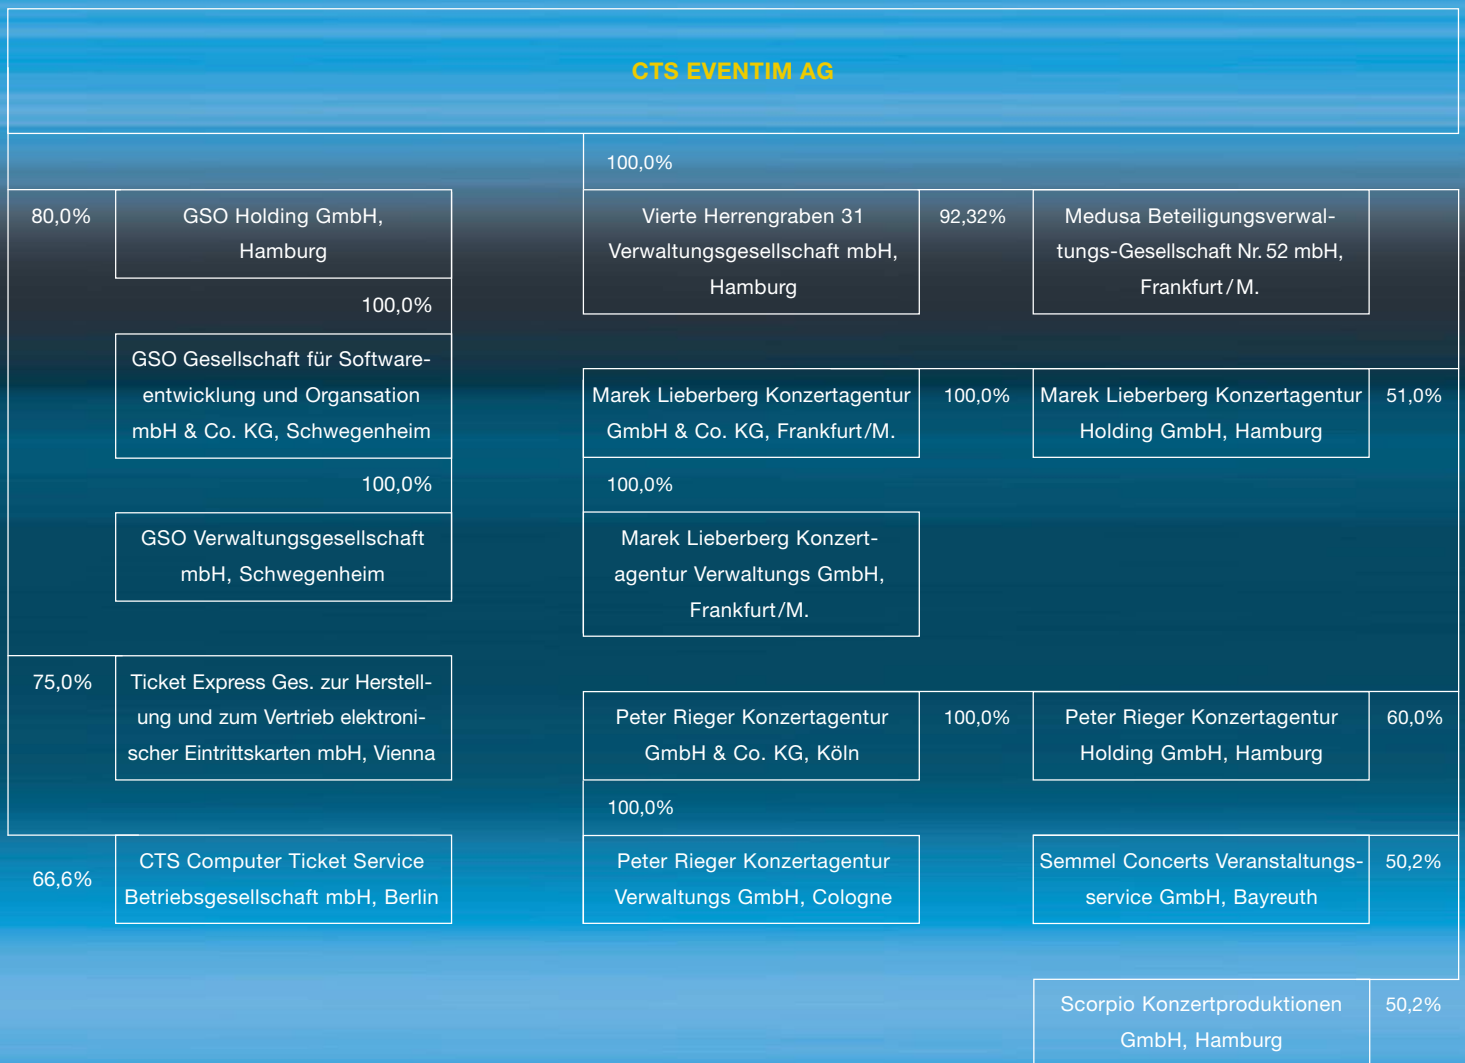 CTS EVENTIM AG
100,0%
80,0%
GSO Holding GmbH,
Hamburg
100,0%
GSO Gesellschaft für Software-
entwicklung und Organsation
mbH & Co. KG, Schwegenheim
100,0%
GSO Verwaltungsgesellschaft
mbH, Schwegenheim
75,0%
Ticket Express Ges. zur Herstell-
ung und zum Vertrieb elektroni-
scher Eintrittskarten mbH, Vienna
66,6%
CTS Computer Ticket Service
Betriebsgesellschaft mbH, Berlin
Vierte Herrengraben 31
Verwaltungsgesellschaft mbH,
Hamburg
92,32%
Medusa Beteiligungsverwal-
tungs-Gesellschaft Nr. 52 mbH,
Frankfurt/M.
Marek Lieberberg Konzertagentur
GmbH & Co. KG, Frankfurt/M.
100,0%
Marek Lieberberg Konzertagentur
Holding GmbH, Hamburg
51,0%
100,0%
Marek Lieberberg Konzert-
agentur Verwaltungs GmbH,
Frankfurt/M.
Peter Rieger Konzertagentur
GmbH & Co. KG, Köln
100,0%
Peter Rieger Konzertagentur
Holding GmbH, Hamburg
60,0%
100,0%
Peter Rieger Konzertagentur
Verwaltungs GmbH, Cologne
Semmel Concerts Veranstaltungs-
service GmbH, Bayreuth
50,2%
Scorpio Konzertproduktionen
GmbH, Hamburg
50,2%